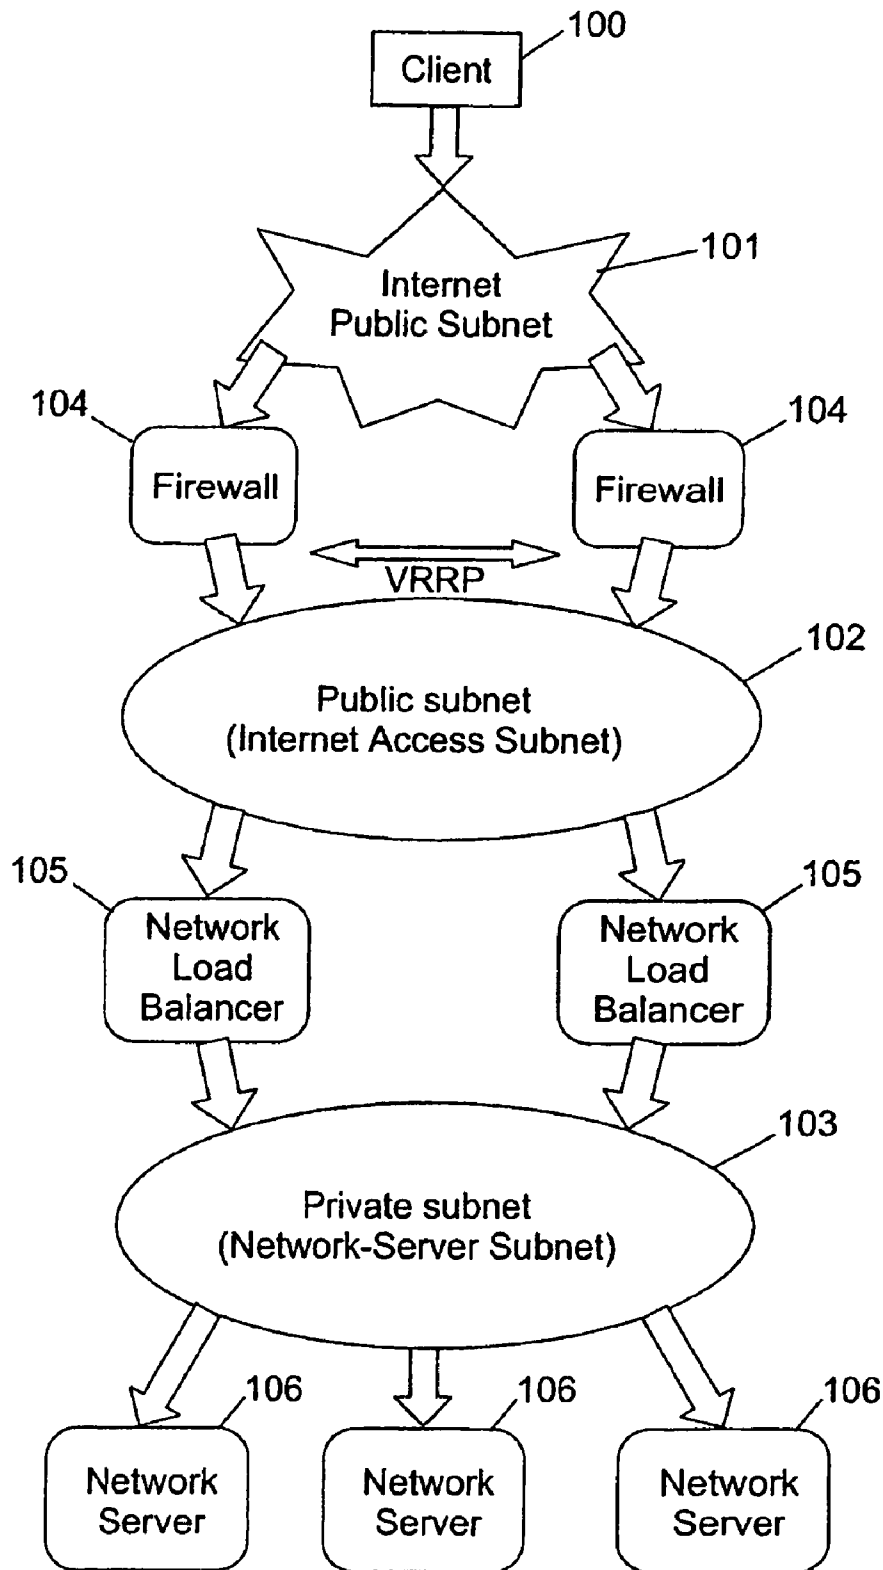 100
Client
101
Internet
Public Subnet
104
104
Firewall
Firewall
VRRP
102
Public subnet
(Internet Access Subnet)
105
105
Network
Load
Balancer
Network
Load
Balancer
103
Private subnet
(Network-Server Subnet)
106
106
106
Network
Server
Network
Server
Network
Server